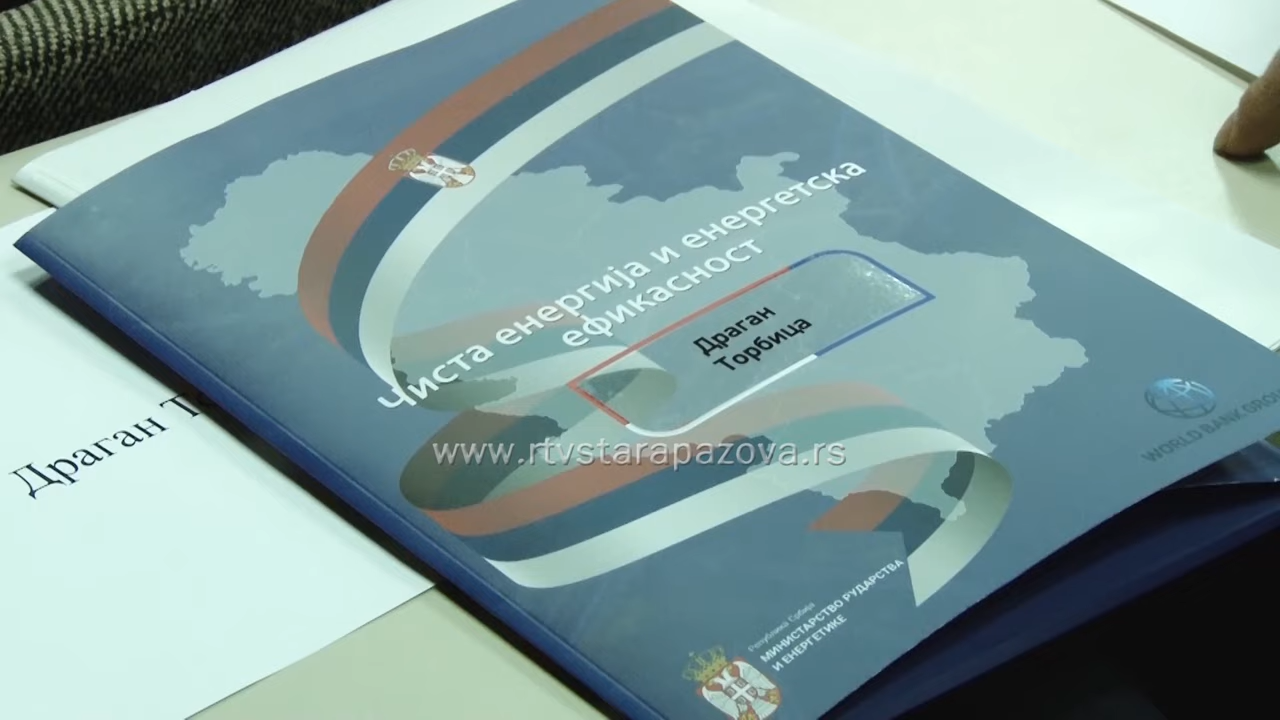 Чиста енергија и енергетска
ефикасност
Драган
Торбица
Драган
www.rtvstarapazova.rs
WORLD BANK GROUP
Република Србија
МИНИСТАРСТВО РУДАРСТВА
И ЕНЕРГЕТИКЕ